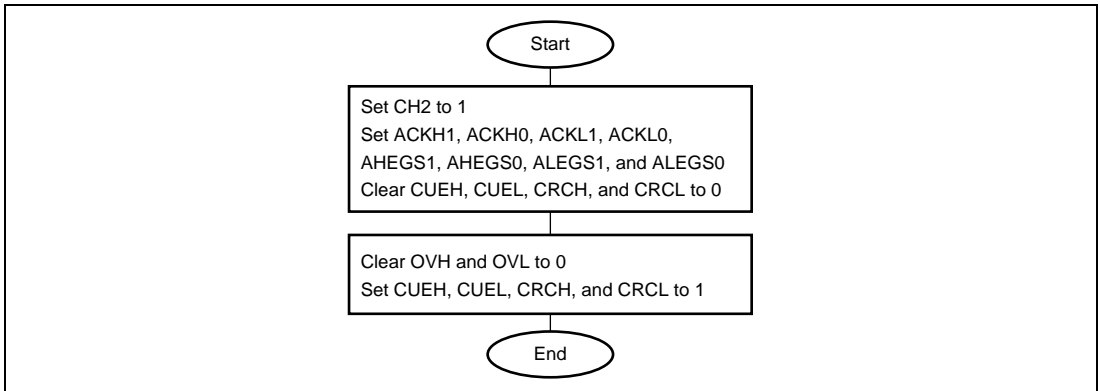 Start
Set CH2 to 1
Set ACKH1, ACKH0, ACKL1, ACKL0,
AHEGS1, AHEGS0, ALEGS1, and ALEGS0
Clear CUEH, CUEL, CRCH, and CRCL to 0
Clear OVH and OVL to 0
Set CUEH, CUEL, CRCH, and CRCL to 1
End